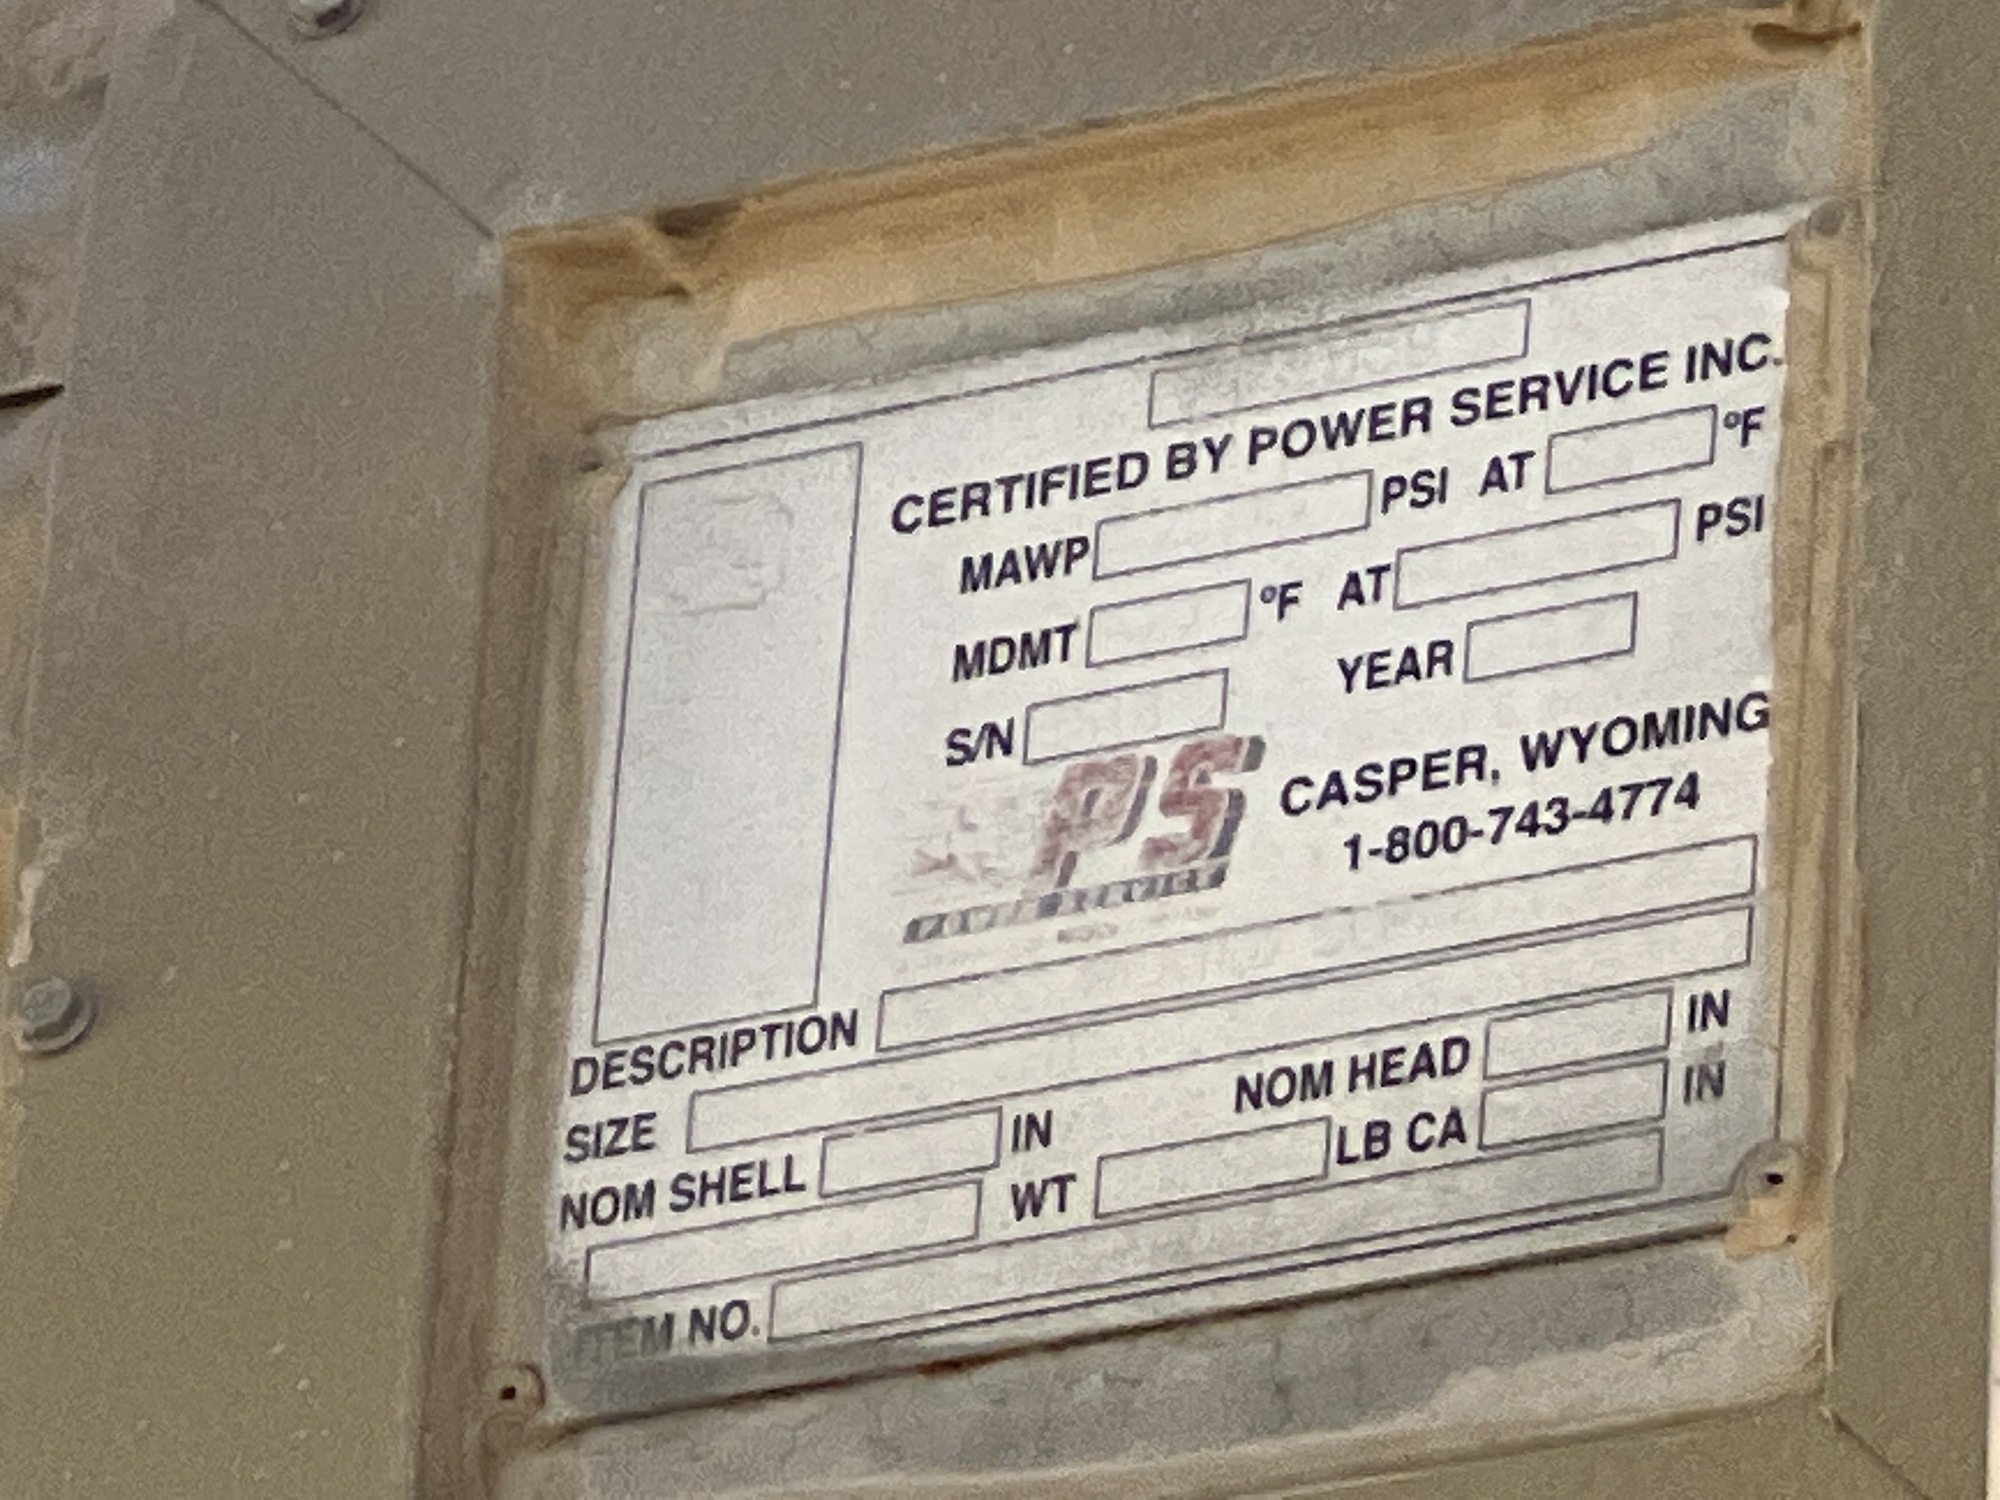 CERTIFIED BY POWER SERVICE INC.
MAWP PSI AT °F
MDMT °F AT PSI
S/N YEAR
PS
CASPER, WYOMING
1-800-743-4774
DESCRIPTION
SIZE
NOM SHELL IN NOM HEAD IN
WT LB CA IN
ITEM NO.